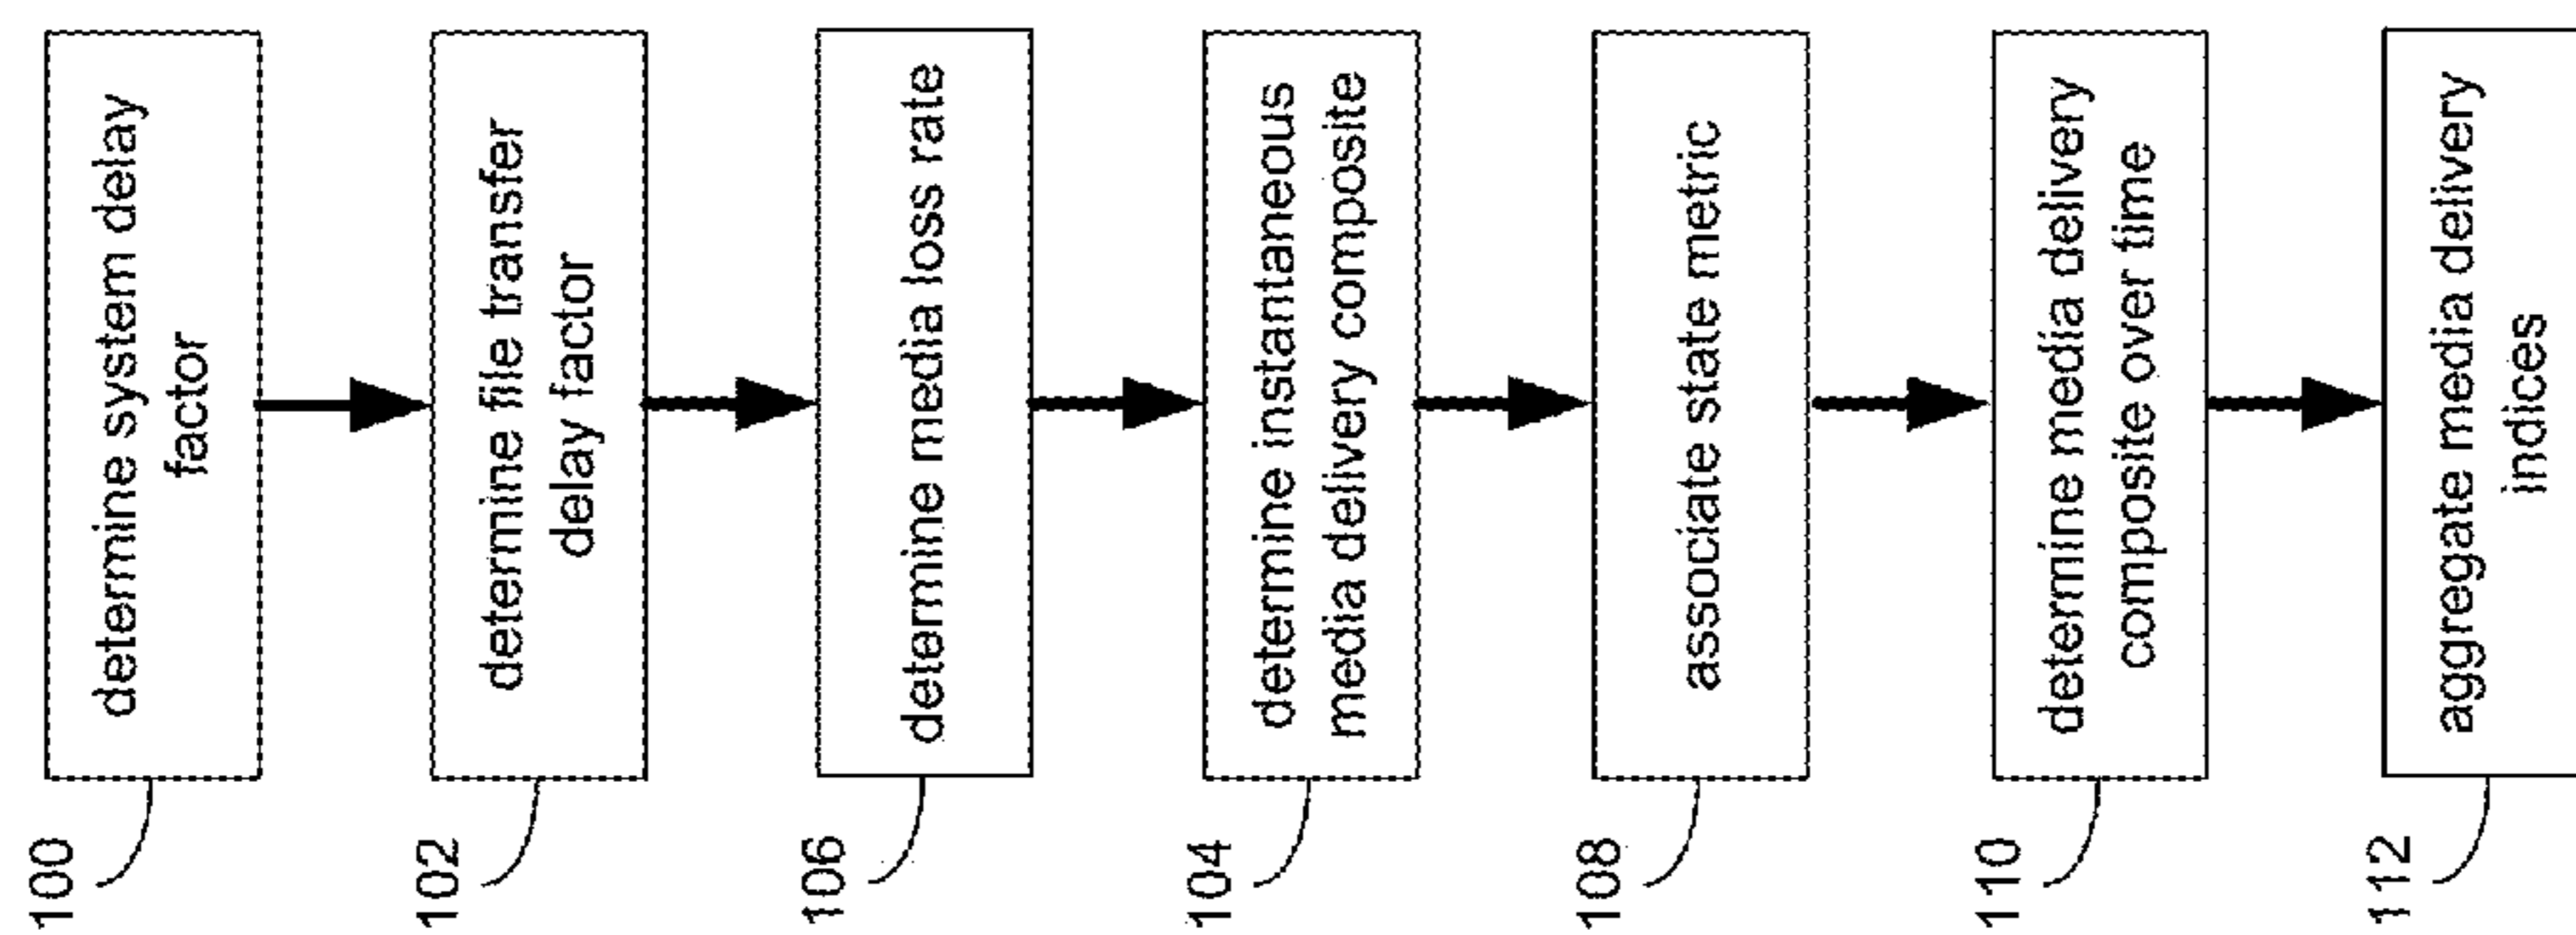 100
determine system delay
factor
102
determine file transfer
delay factor
106
determine media loss rate
104
determine instantaneous
media delivery composite
108
associate state metric
110
determine media delivery
composite over time
112
aggregate media delivery
indices